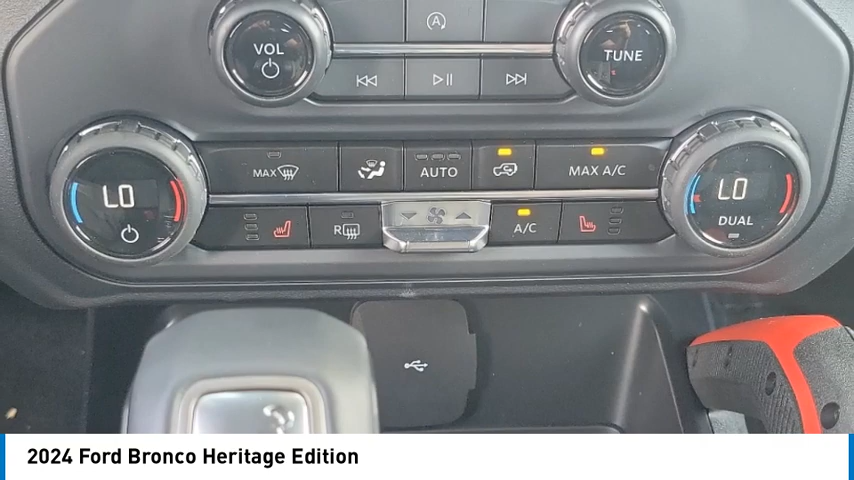 A
VOL
TUNE
MAX
AUTO
MAX A/C
LO
LO
DUAL
R
A/C
2024 Ford Bronco Heritage Edition